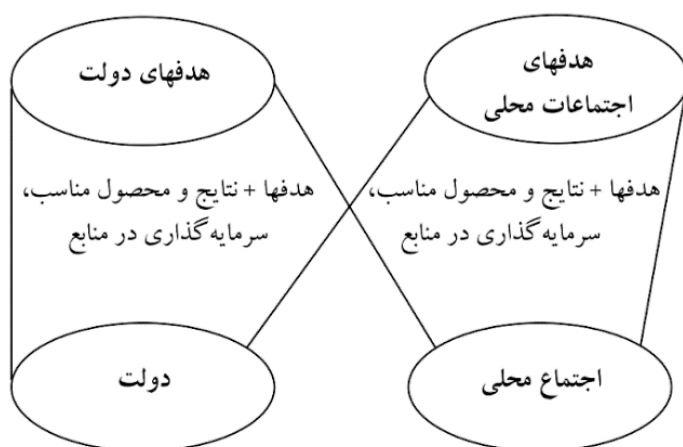 هدفهای
اجتماعات محلی
هدفهای دولت
هدفها + نتایج و محصول مناسب،
سرمایه‌گذاری در منابع
هدفها + نتایج و محصول مناسب،
سرمایه‌گذاری در منابع
اجتماع محلی
دولت